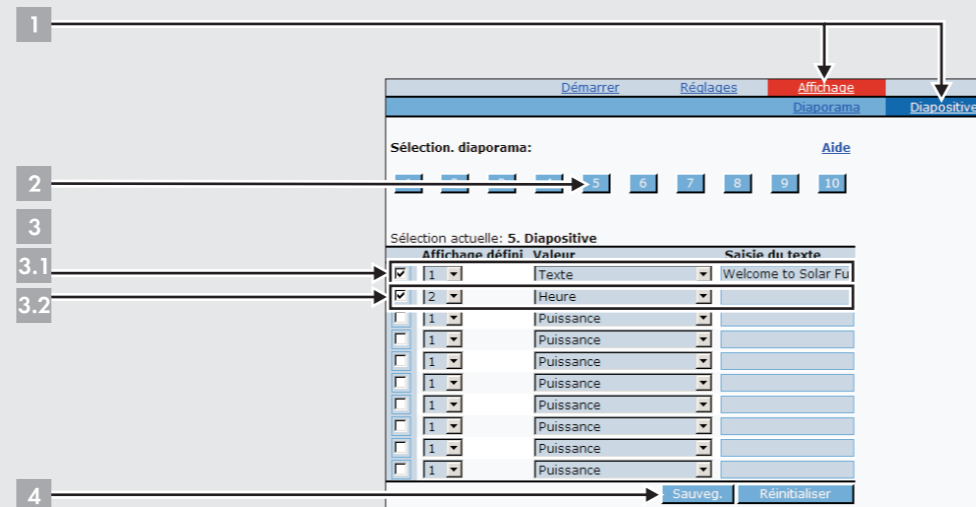 1
Démarrer Réglages Affichage
Diaporama Diapositive
Sélection. diaporama: Aide
2
5 6 7 8 9 10
3
Sélection actuelle: 5. Diapositive
Affichage défini Valeur Saisie du texte
3.1
1 Texte Welcome to Solar Fu
3.2
2 Heure
1 Puissance
1 Puissance
1 Puissance
1 Puissance
1 Puissance
1 Puissance
1 Puissance
1 Puissance
4
Sauveg. Réinitialiser